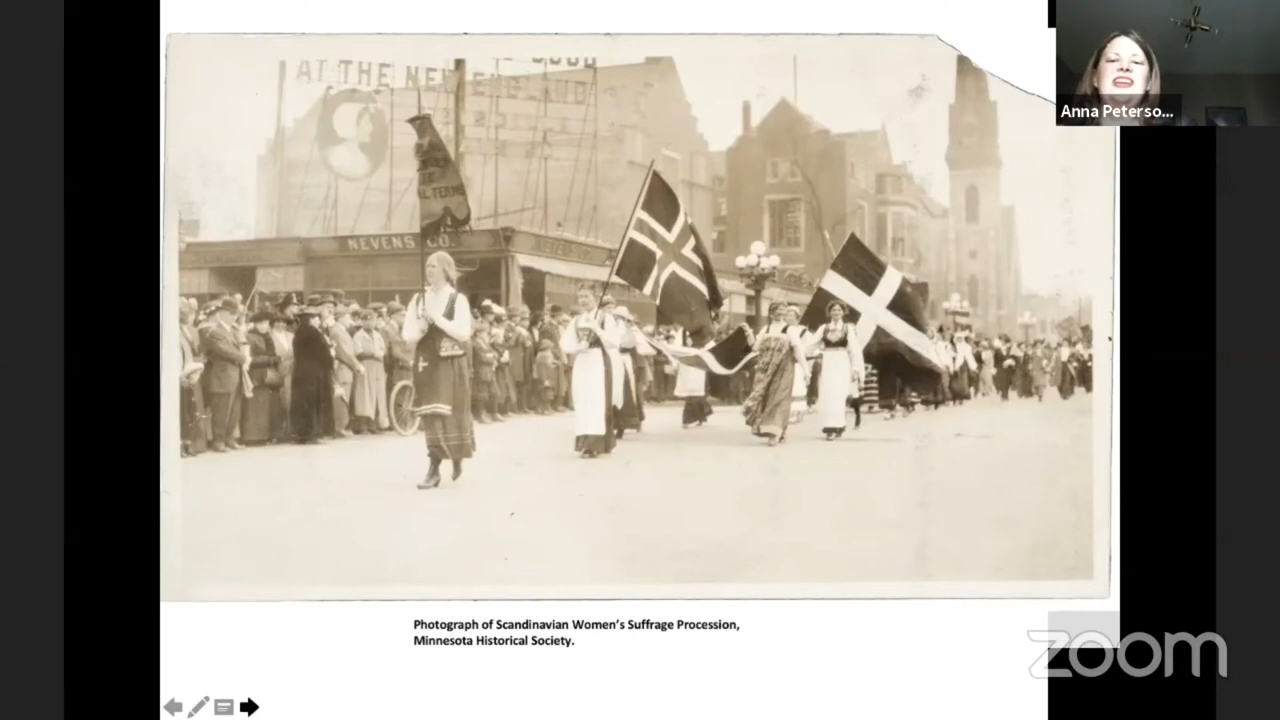 AT THE NEW ENGLAND
NEVENS CO.
Anna Peterso...
Photograph of Scandinavian Women's Suffrage Procession,
Minnesota Historical Society.
zoom